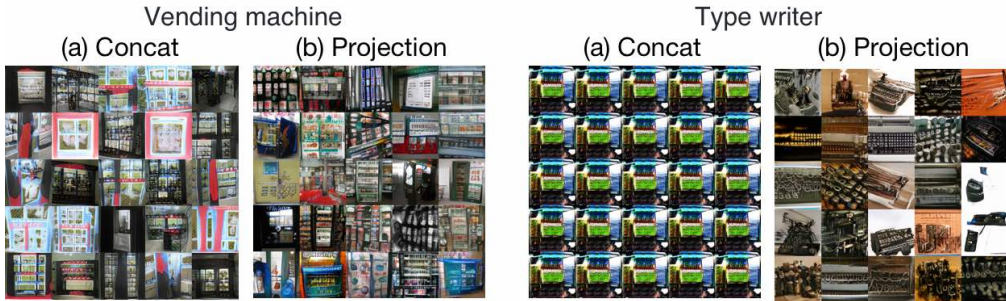 Vending machine
(a) Concat
(b) Projection
Type writer
(a) Concat
(b) Projection